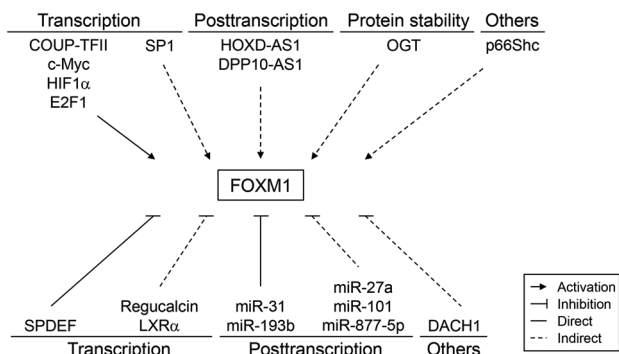 Transcription Posttranscription Protein stability Others
COUP-TFII SP1 HOXD-AS1 OGT p66Shc
c-Myc DPP10-AS1
HIF1α
E2F1
FOXM1
miR-27a
Regucalcin miR-31 miR-101
SPDEF LXRα miR-193b miR-877-5p DACH1
Transcription Posttranscription Others
Activation
Inhibition
Direct
Indirect